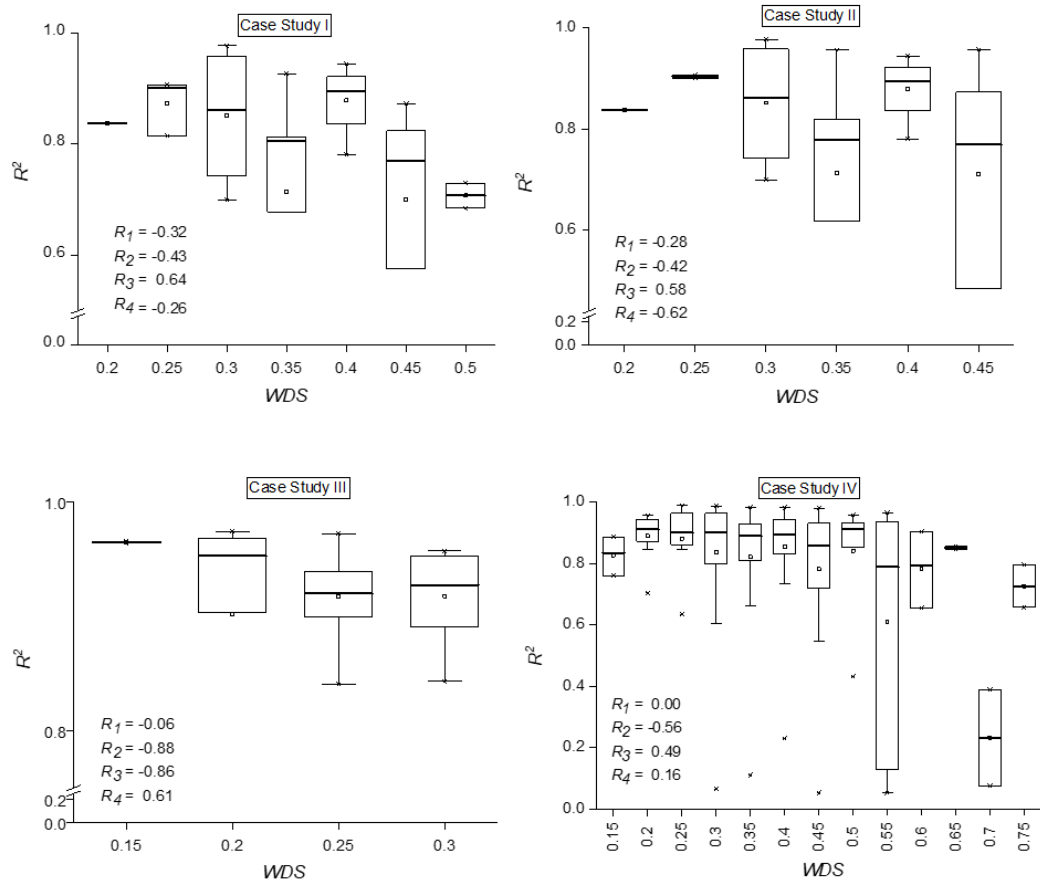 Case Study I
1.0
0.8
0.6
0.0
R²
R1 = -0.32
R2 = -0.43
R3 = 0.64
R4 = -0.26
0.2 0.25 0.3 0.35 0.4 0.45 0.5
WDS
Case Study II
1.0
0.8
0.6
0.2
0.0
R²
R1 = -0.28
R2 = -0.42
R3 = 0.58
R4 = -0.62
0.2 0.25 0.3 0.35 0.4 0.45
WDS
Case Study III
1.0
0.8
0.2
0.0
R²
R1 = -0.06
R2 = -0.88
R3 = -0.86
R4 = 0.61
0.15 0.2 0.25 0.3
WDS
Case Study IV
1.0
0.8
0.6
0.4
0.2
0.0
R²
R1 = 0.00
R2 = -0.56
R3 = 0.49
R4 = 0.16
0.15 0.2 0.25 0.3 0.35 0.4 0.45 0.5 0.55 0.6 0.65 0.7 0.75
WDS